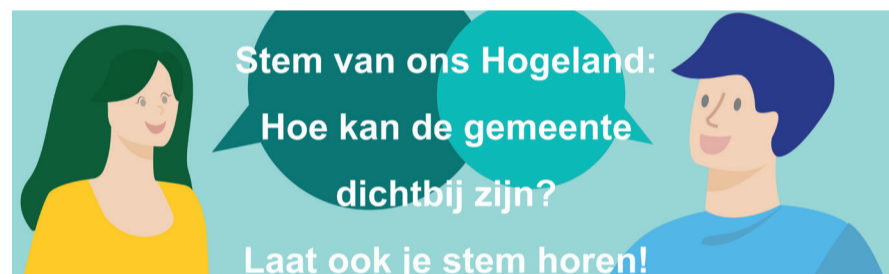 Stem van ons Hogeland:
Hoe kan de gemeente
dichtbij zijn?
Laat ook je stem horen!